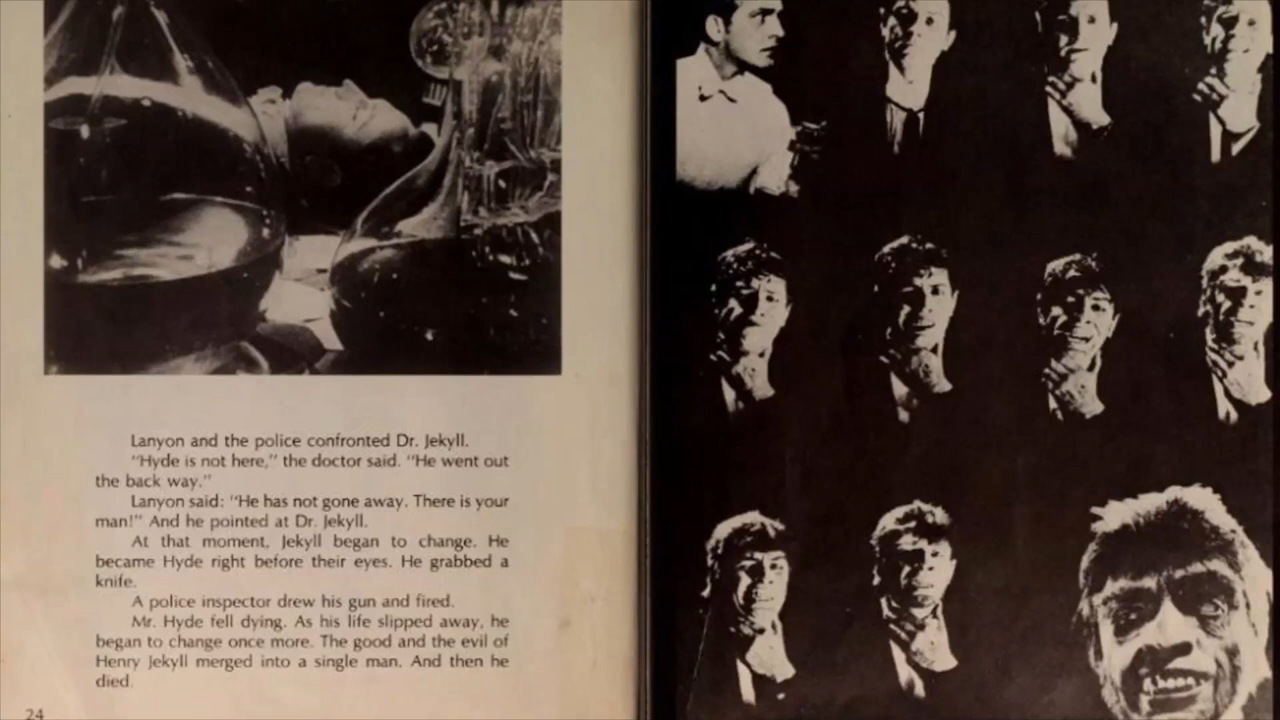 Lanyon and the police confronted Dr. Jekyll.
"Hyde is not here," the doctor said. "He went out
the back way."
Lanyon said: "He has not gone away. There is your
man!" And he pointed at Dr. Jekyll.
At that moment, Jekyll began to change. He
became Hyde right before their eyes. He grabbed a
knife.
A police inspector drew his gun and fired.
Mr. Hyde fell dying. As his life slipped away, he
began to change once more. The good and the evil of
Henry Jekyll merged into a single man. And then he
died.
24